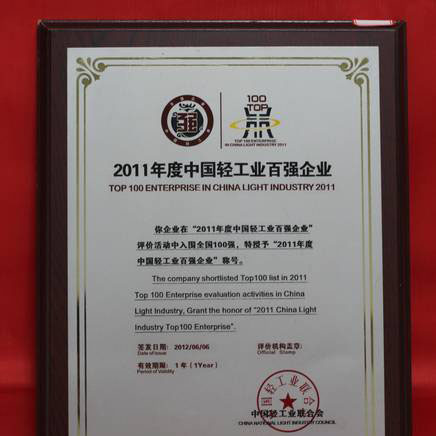 强
100
TOP
TOP 100 ENTERPRISE
IN CHINA LIGHT INDUSTRY 2011
2011年度中国轻工业百强企业
TOP 100 ENTERPRISE IN CHINA LIGHT INDUSTRY 2011
你企业在“2011年度中国轻工业百强企业”
评价活动中入围全国100强，特授予“2011年度
中国轻工业百强企业”称号。
The company shortlisted Top100 list in 2011
Top 100 Enterprise evaluation activities in China
Light Industry, Grant the honor of "2011 China Light
Industry Top100 Enterprise".
签发日期: 2012/06/06 评价机构盖章:
Date of issue Official Stamp
有效期限: 1年 (1Year)
Period of Validity
中国轻工业联合会
中国轻工业联合会
CHINA NATIONAL LIGHT INDUSTRY COUNCIL